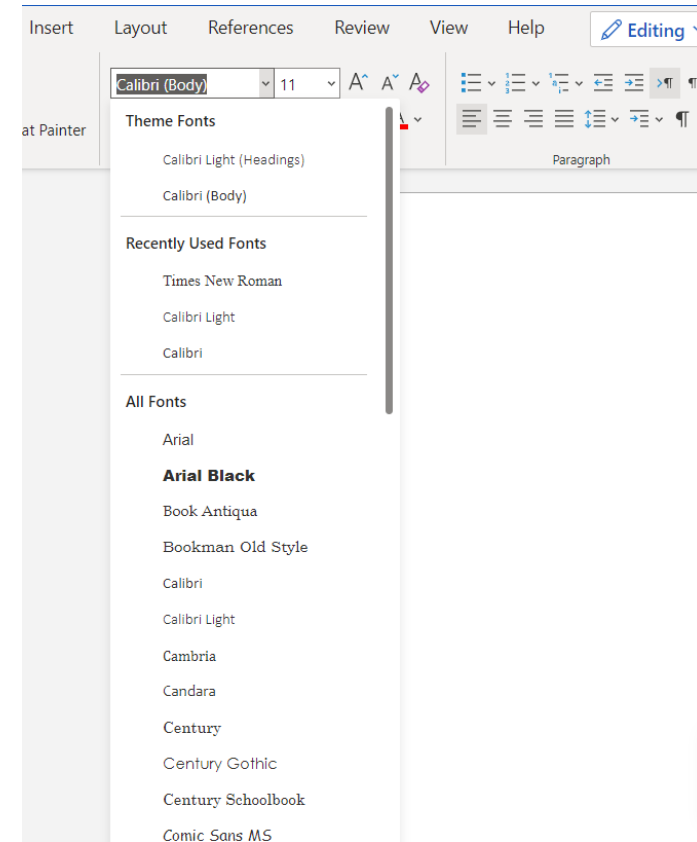 Insert Layout References Review View Help Editing
Calibri (Body) 11
at Painter
Paragraph
Theme Fonts
Calibri Light (Headings)
Calibri (Body)
Recently Used Fonts
Times New Roman
Calibri Light
Calibri
All Fonts
Arial
Arial Black
Book Antiqua
Bookman Old Style
Calibri
Calibri Light
Cambria
Candara
Century
Century Gothic
Century Schoolbook
Comic Sans MS